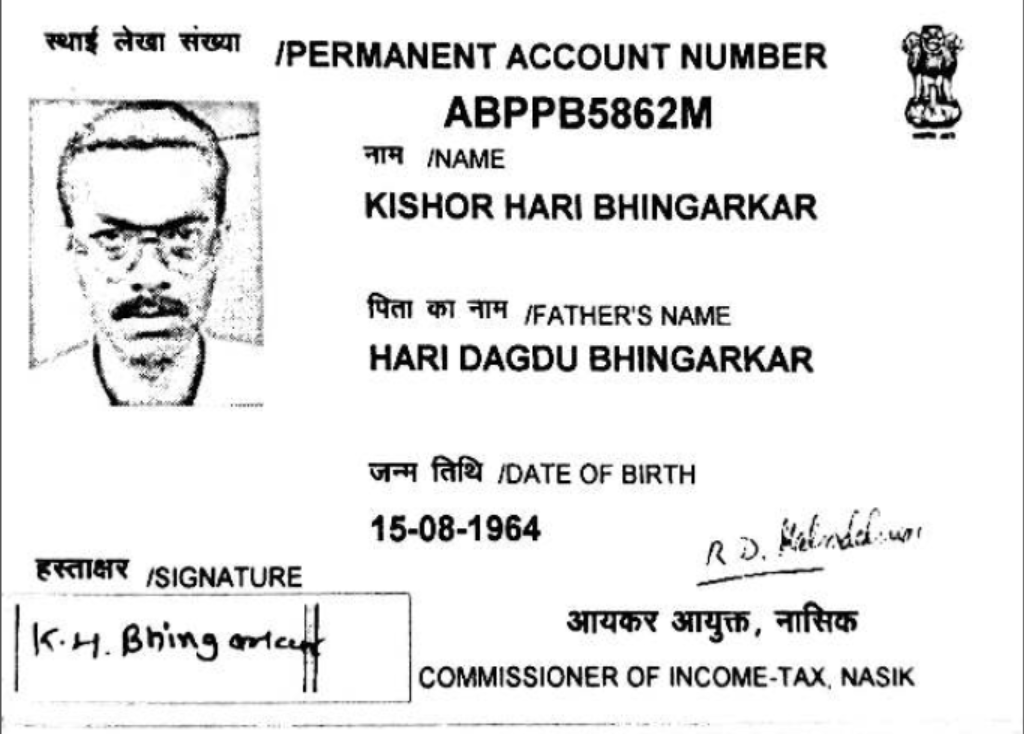 स्थाई लेखा संख्या /PERMANENT ACCOUNT NUMBER
ABPPB5862M
नाम /NAME
KISHOR HARI BHINGARKAR
पिता का नाम /FATHER'S NAME
HARI DAGDU BHINGARKAR
जन्म तिथि /DATE OF BIRTH
15-08-1964
R D.
हस्ताक्षर /SIGNATURE
K.H. Bhingarkar
आयकर आयुक्त, नासिक
COMMISSIONER OF INCOME-TAX, NASIK